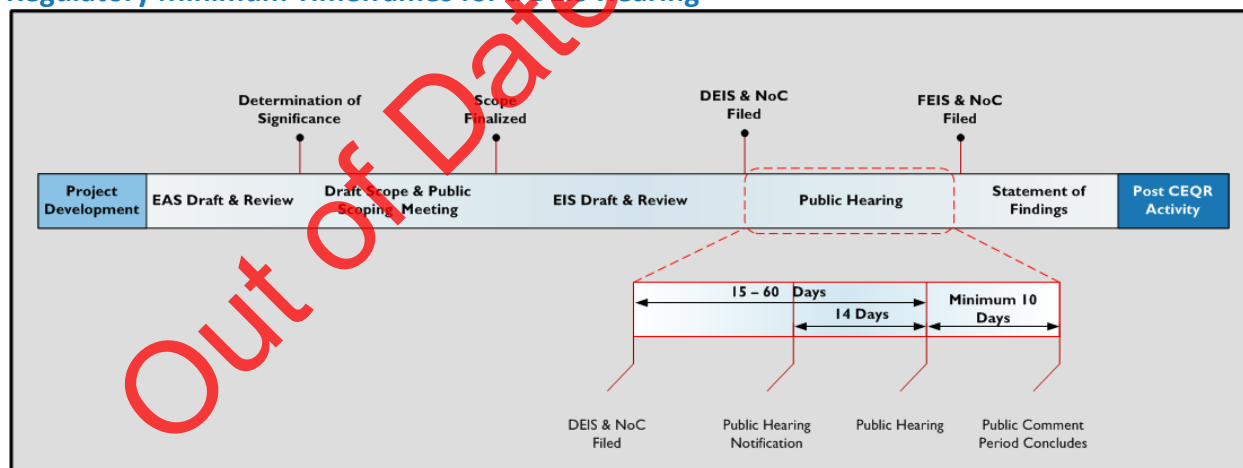 Regulatory Minimum Timeframes for a DEIS Hearing
Determination of
Significance
Scope
Finalized
DEIS & NoC
Filed
FEIS & NoC
Filed
Project
Development
EAS Draft & Review
Draft Scope & Public
Scoping Meeting
EIS Draft & Review
Public Hearing
Statement of
Findings
Post CEQR
Activity
15 – 60 Days
14 Days
Minimum 10
Days
DEIS & NoC
Filed
Public Hearing
Notification
Public Hearing
Public Comment
Period Concludes
Out of Date